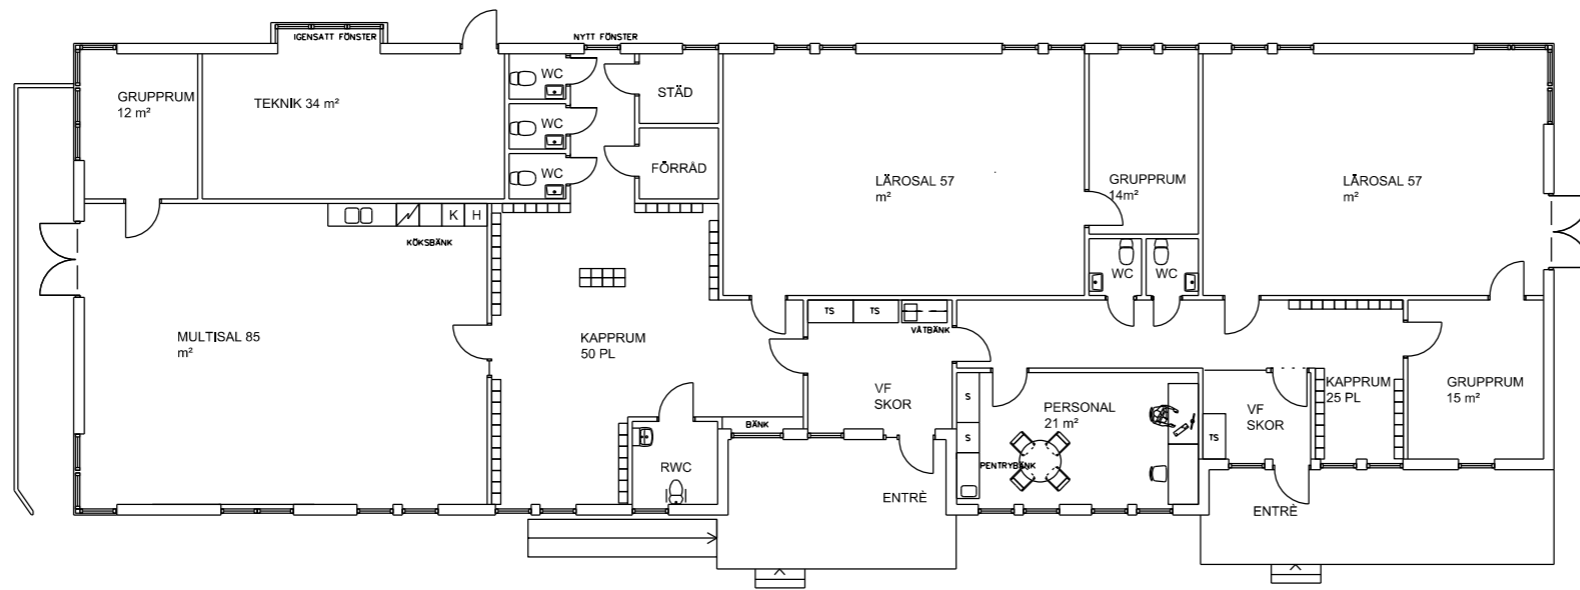 IGENSATT FÖNSTER
NYTT FÖNSTER
GRUPPRUM
12 m²
TEKNIK 34 m²
WC
WC
WC
STÄD
FÖRRÅD
LÄROSAL 57
m²
GRUPPRUM
14m²
LÄROSAL 57
m²
K H
KÖKSBÄNK
WC
WC
MULTISAL 85
m²
KAPPRUM
50 PL
TS
TS
VÅTBÄNK
VF
SKOR
S
S
PENTRYBÄNK
PERSONAL
21 m²
VF
SKOR
TS
KAPPRUM
25 PL
GRUPPRUM
15 m²
BÄNK
RWC
ENTRÈ
ENTRÈ